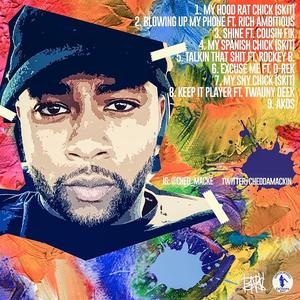 1. MY HOOD RAT CHICK (SKIT)
2. BLOWING UP MY PHONE FT. RICH AMBITIOUS
3. SHINE FT. COUSIN FIK
4. MY SPANISH CHICK (SKIT)
5. TALKIN THAT SHIT FT. ROCKEY B.
6. EXCUSE ME FT. D-REK
7. MY SHY CHICK (SKIT)
8. KEEP IT PLAYER FT. TWAUNY DEEK
9. AKOS
IG: @CHED_MACKE TWITTER/CHEDDAMACKIN